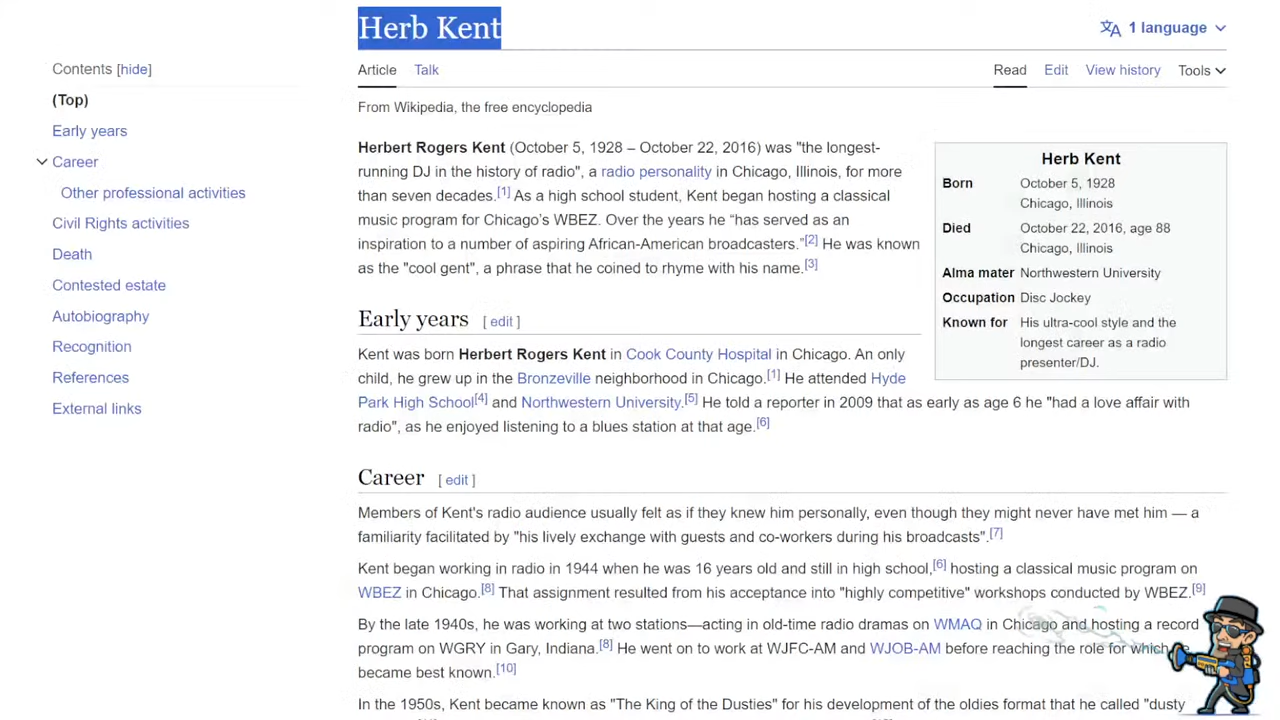 Herb Kent
1 language
Contents [hide]
(Top)
Early years
Career
Other professional activities
Civil Rights activities
Death
Contested estate
Autobiography
Recognition
References
External links
Article Talk
Read Edit View history Tools
From Wikipedia, the free encyclopedia
Herbert Rogers Kent (October 5, 1928 – October 22, 2016) was "the longest-
running DJ in the history of radio", a radio personality in Chicago, Illinois, for more
than seven decades.[1] As a high school student, Kent began hosting a classical
music program for Chicago's WBEZ. Over the years he “has served as an
inspiration to a number of aspiring African-American broadcasters.”[2] He was known
as the "cool gent", a phrase that he coined to rhyme with his name.[3]
Herb Kent
Born October 5, 1928
Chicago, Illinois
Died October 22, 2016, age 88
Chicago, Illinois
Alma mater Northwestern University
Occupation Disc Jockey
Known for His ultra-cool style and the
longest career as a radio
presenter/DJ.
Early years [ edit ]
Kent was born Herbert Rogers Kent in Cook County Hospital in Chicago. An only
child, he grew up in the Bronzeville neighborhood in Chicago.[1] He attended Hyde
Park High School[4] and Northwestern University.[5] He told a reporter in 2009 that as early as age 6 he "had a love affair with
radio", as he enjoyed listening to a blues station at that age.[6]
Career [ edit ]
Members of Kent's radio audience usually felt as if they knew him personally, even though they might never have met him — a
familiarity facilitated by "his lively exchange with guests and co-workers during his broadcasts".[7]
Kent began working in radio in 1944 when he was 16 years old and still in high school,[6] hosting a classical music program on
WBEZ in Chicago.[8] That assignment resulted from his acceptance into "highly competitive" workshops conducted by WBEZ.[9]
By the late 1940s, he was working at two stations—acting in old-time radio dramas on WMAQ in Chicago and hosting a record
program on WGRY in Gary, Indiana.[8] He went on to work at WJFC-AM and WJOB-AM before reaching the role for which he
became best known.[10]
In the 1950s, Kent became known as "The King of the Dusties" for his development of the oldies format that he called "dusty